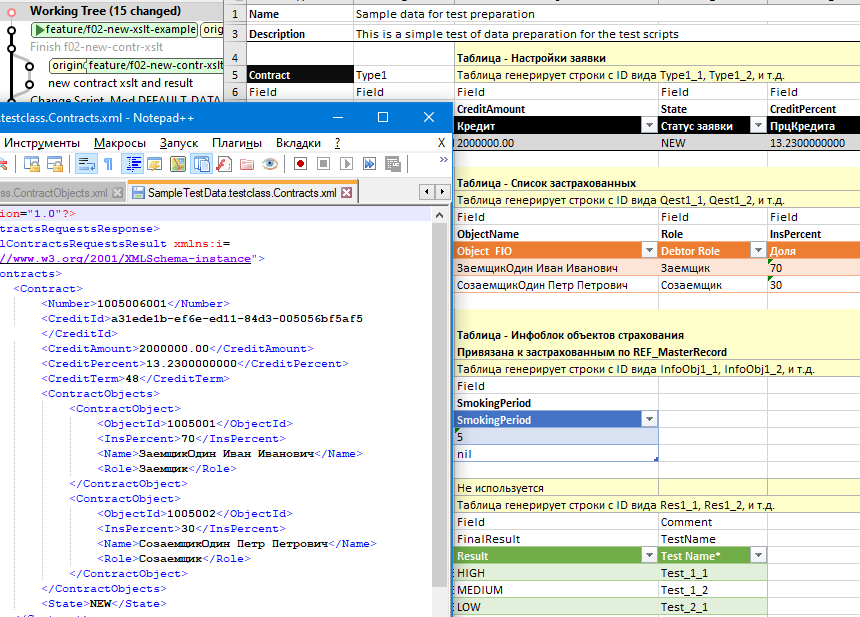 Working Tree (15 changed)
feature/f02-new-xslt-example
orig
Finish f02-new-contr-xslt
origin
feature/f02-new-contr-xslt
new contract xslt and result
Change Script. Mod DEFAULT DATA
.testclass.Contracts.xml - Notepad++
Инструменты Макросы Запуск Плагины Вкладки ? X
ss.ContractObjects.xml
SampleTestData.testclass.Contracts.xml
ion="1.0"?>
tractsRequestsResponse>
lContractsRequestsResult xmlns:i=
//www.w3.org/2001/XMLSchema-instance">
ontracts>
<Contract>
<Number>1005006001</Number>
<CreditId>a31ede1b-ef6e-ed11-84d3-005056bf5af5
</CreditId>
<CreditAmount>2000000.00</CreditAmount>
<CreditPercent>13.2300000000</CreditPercent>
<CreditTerm>48</CreditTerm>
<ContractObjects>
<ContractObject>
<ObjectId>1005001</ObjectId>
<InsPercent>70</InsPercent>
<Name>ЗаемщикОдин Иван Иванович</Name>
<Role>Заемщик</Role>
</ContractObject>
<ContractObject>
<ObjectId>1005002</ObjectId>
<InsPercent>30</InsPercent>
<Name>СозаемщикОдин Петр Петрович</Name>
<Role>Созаемщик</Role>
</ContractObject>
</ContractObjects>
<State>NEW</State>
1 Name Sample data for test preparation
3 Description This is a simple test of data preparation for the test scripts
4 Таблица - Настройки заявки
5 Contract Type1 Таблица генерирует строки с ID вида Type1_1, Type1_2, и т.д.
6 Field Field Field Field Field
CreditAmount State CreditPercent
Кредит Статус заявки ПрцКредита
2000000.00 NEW 13.2300000000
Таблица - Список застрахованных
Таблица генерирует строки с ID вида Qest1_1, Qest1_2, и т.д.
Field Field Field
ObjectName Role InsPercent
Object_FIO Debtor Role Доля
ЗаемщикОдин Иван Иванович Заемщик 70
СозаемщикОдин Петр Петрович Созаемщик 30
Таблица - Инфоблок объектов страхования
Привязана к застрахованным по REF_MasterRecord
Таблица генерирует строки с ID вида InfoObj1_1, InfoObj1_2, и т.д.
Field
SmokingPeriod
SmokingPeriod
5
nil
Не используется
Таблица генерирует строки с ID вида Res1_1, Res1_2, и т.д.
Field Comment
FinalResult TestName
Result Test Name*
HIGH Test_1_1
MEDIUM Test_1_2
LOW Test_2_1